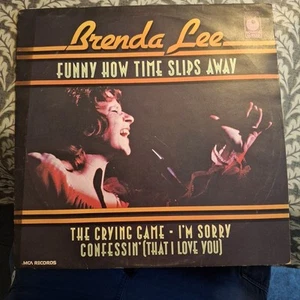 Brenda Lee
FUNNY HOW TIME SLIPS AWAY
THE CRYING GAME • I'M SORRY
CONFESSIN' (THAT I LOVE YOU)
MCA RECORDS